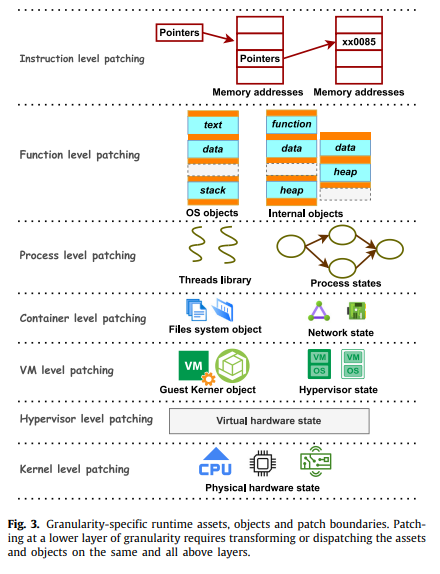 Pointers
xx0085
Instruction level patching
Pointers
Memory addresses
Memory addresses
text
function
data
data
data
Function level patching
heap
stack
heap
OS objects
Internal objects
Process level patching
Threads library
Process states
Container level patching
Files system object
Network state
VM
VM
VM
VM level patching
OS
OS
Guest Kerner object
Hypervisor state
Hypervisor level patching
Virtual hardware state
Kernel level patching
CPU
Physical hardware state
Fig. 3. Granularity-specific runtime assets, objects and patch boundaries. Patch-
ing at a lower layer of granularity requires transforming or dispatching the assets
and objects on the same and all above layers.